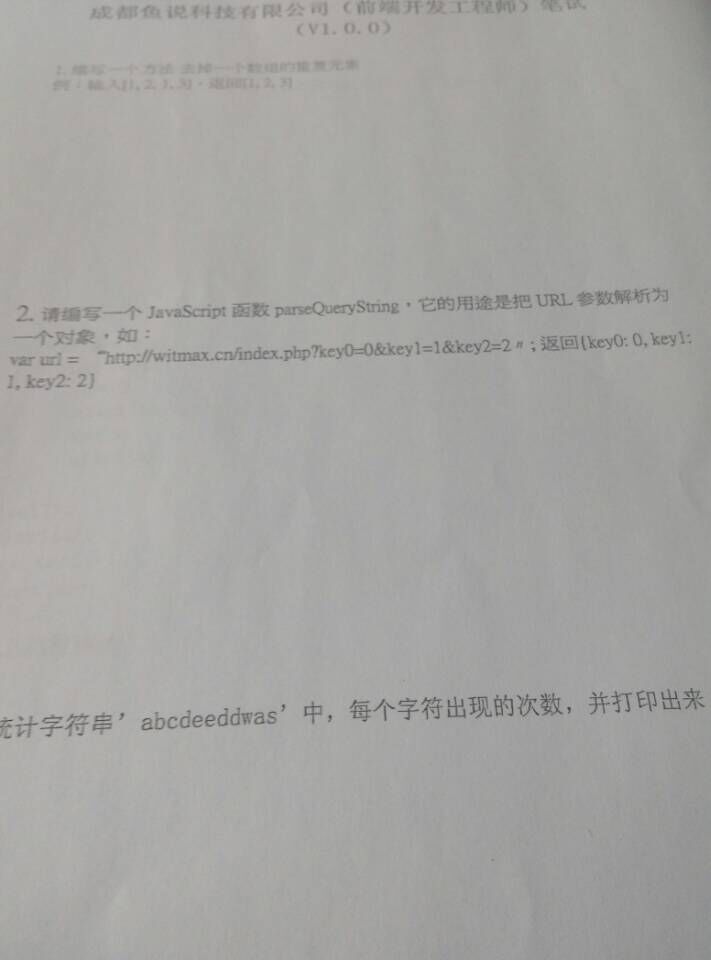 成都鱼说科技有限公司（前端开发工程师）笔试
（V1.0.0）
1. 编写一个方法 去掉一个数组的重复元素
例：输入[1, 2, 3, 3]，返回[1, 2, 3]
2. 请编写一个 JavaScript 函数 parseQueryString，它的用途是把 URL 参数解析为
一个对象，如：
var url = “http://witmax.cn/index.php?key0=0&key1=1&key2=2〃; 返回{key0: 0, key1:
1, key2: 2}
统计字符串’abcdeeddwas’中，每个字符出现的次数，并打印出来